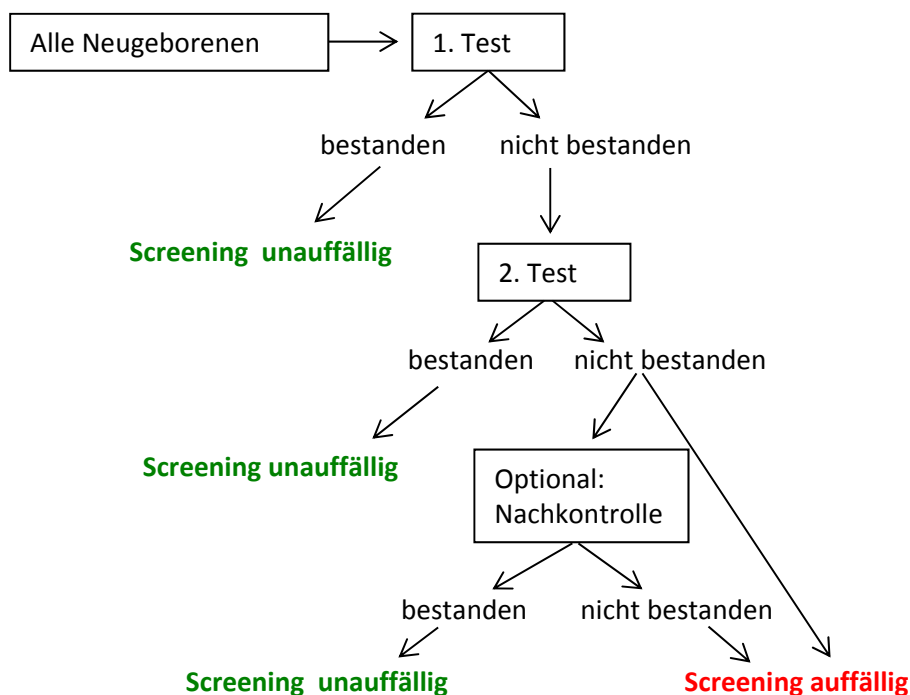 Alle Neugeborenen
1. Test
bestanden
nicht bestanden
Screening unauffällig
2. Test
bestanden
nicht bestanden
Screening unauffällig
Optional:
Nachkontrolle
bestanden
nicht bestanden
Screening unauffällig
Screening auffällig